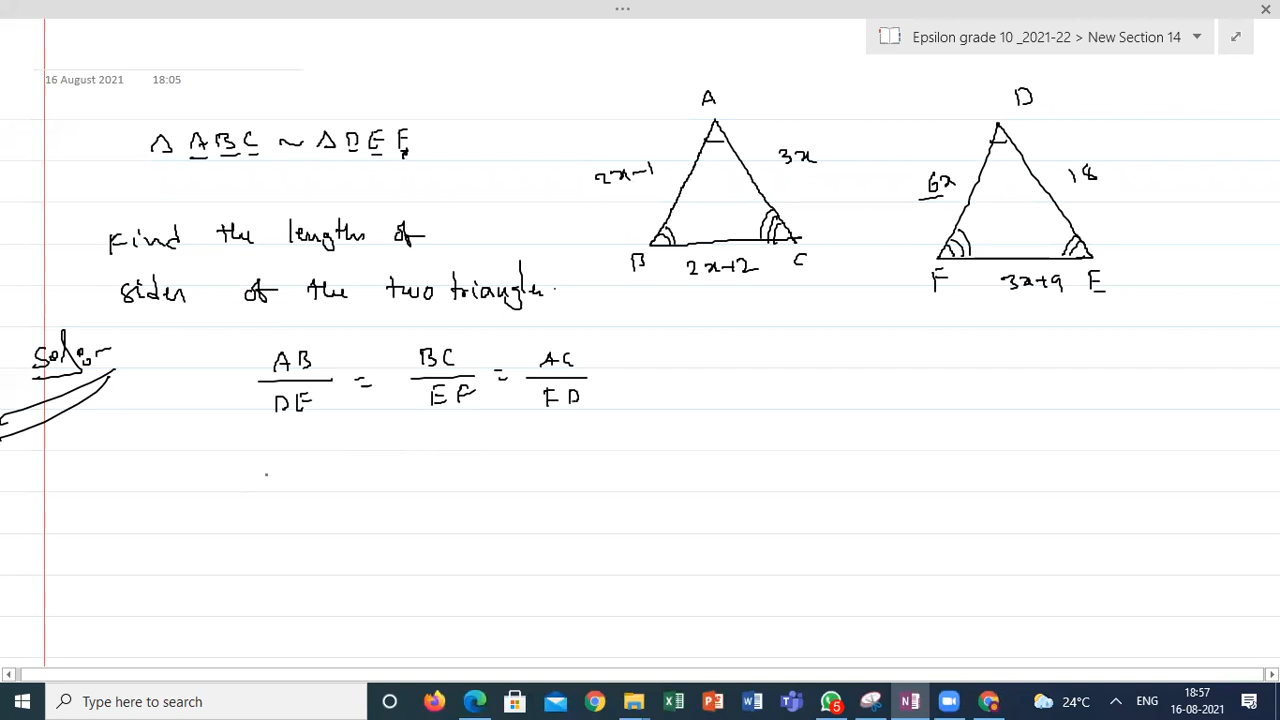 Epsilon grade 10 _2021-22 > New Section 14
16 August 2021 18:05
Δ ABC ~ Δ DEF
Find the lengths of
sides of the two triangle.
A
2x-1
3x
B
2x+2
C
D
6x
18
F
3x+9
E
Soln
AB/DE = BC/EF = AC/FD
Type here to search
5
24°C
ENG
18:57
16-08-2021